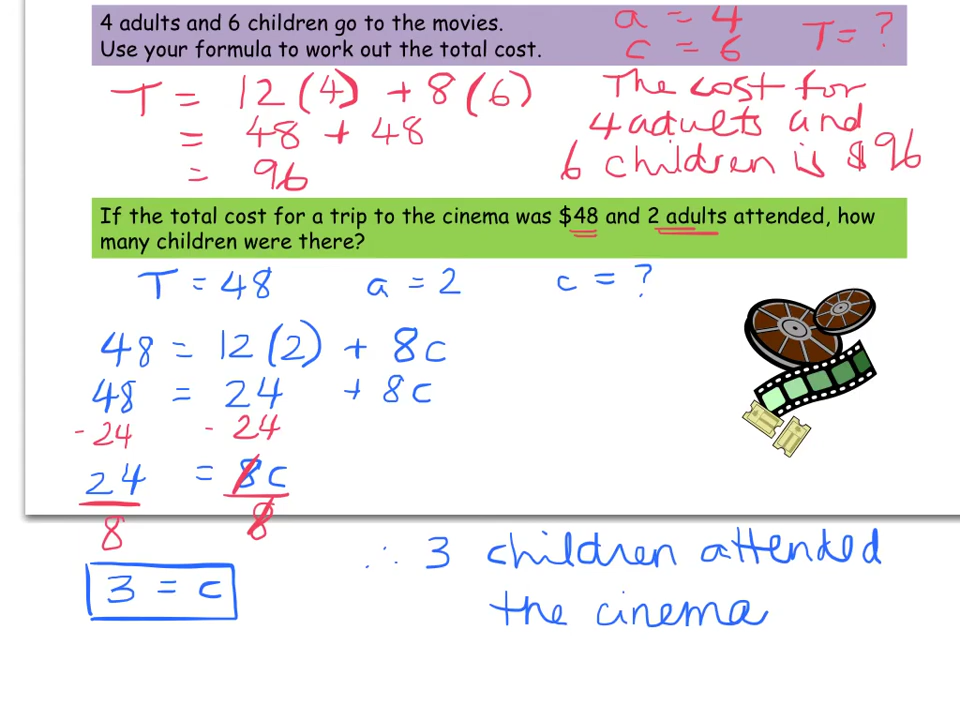 4 adults and 6 children go to the movies.
Use your formula to work out the total cost.
a = 4
c = 6
T = ?
T = 12 (4) + 8 (6)
= 48 + 48
= 96
The cost for
4 adults and
6 children is $96
If the total cost for a trip to the cinema was $48 and 2 adults attended, how
many children were there?
T = 48 a = 2 c = ?
48 = 12 (2) + 8c
48 = 24 + 8c
- 24 - 24
24 = 8c
8 8
3 = c
∴ 3 children attended
the cinema